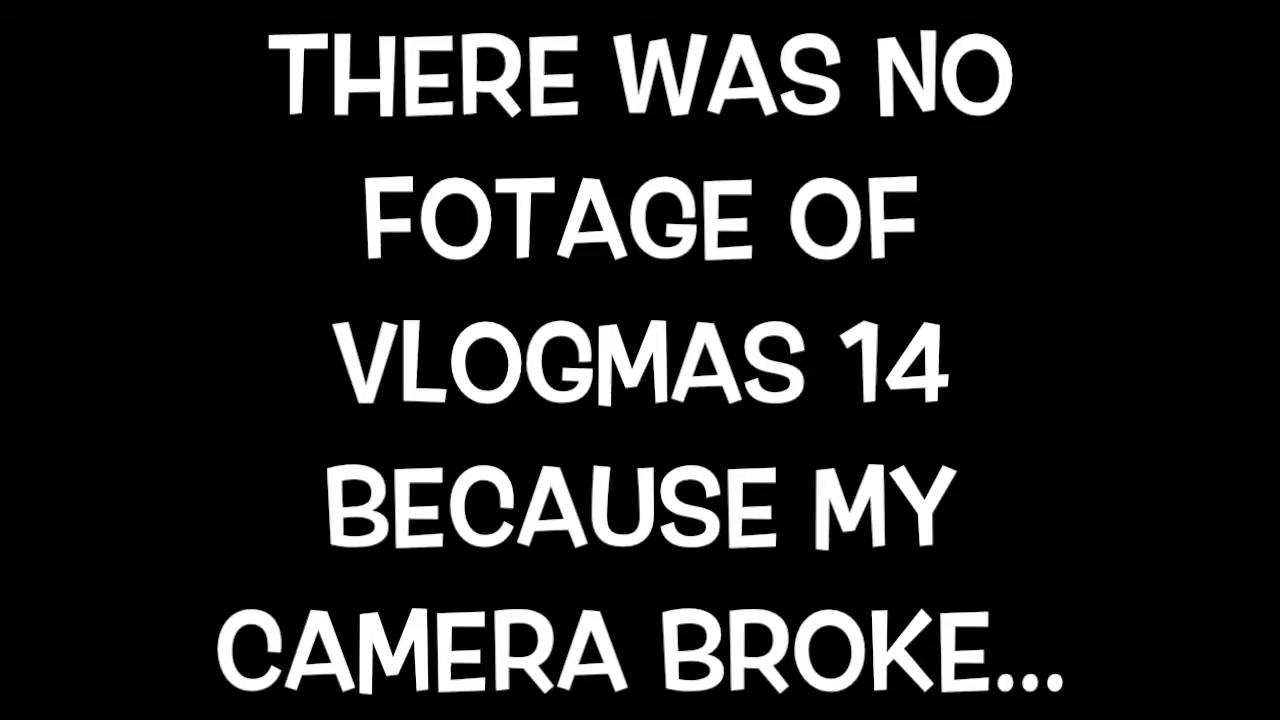 THERE WAS NO
FOTAGE OF
VLOGMAS 14
BECAUSE MY
CAMERA BROKE...